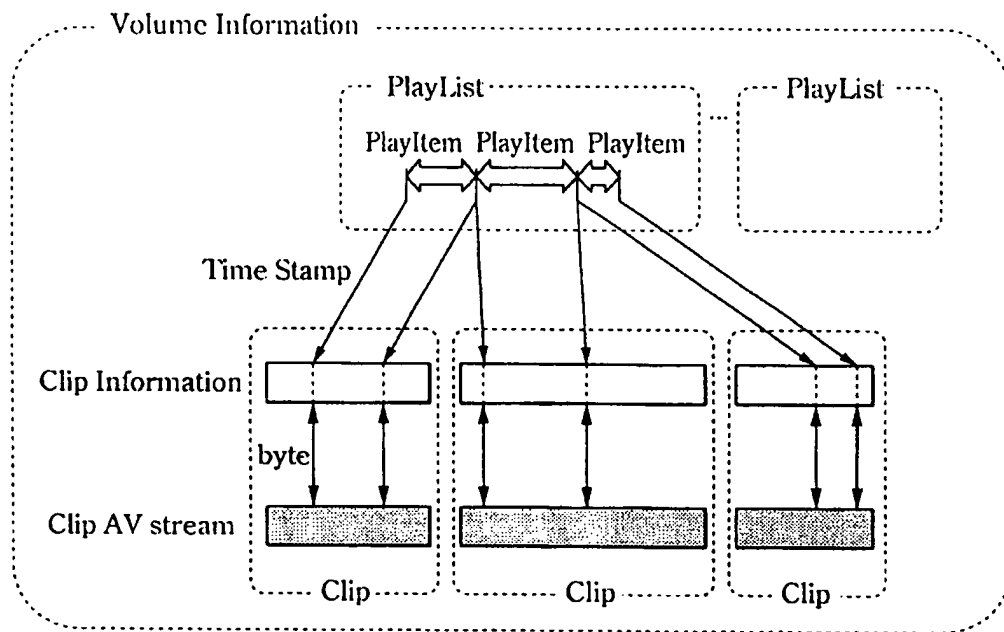 Volume Information
PlayList
PlayList
...
PlayItem PlayItem PlayItem
Time Stamp
Clip Information
byte
Clip AV stream
Clip
Clip
Clip